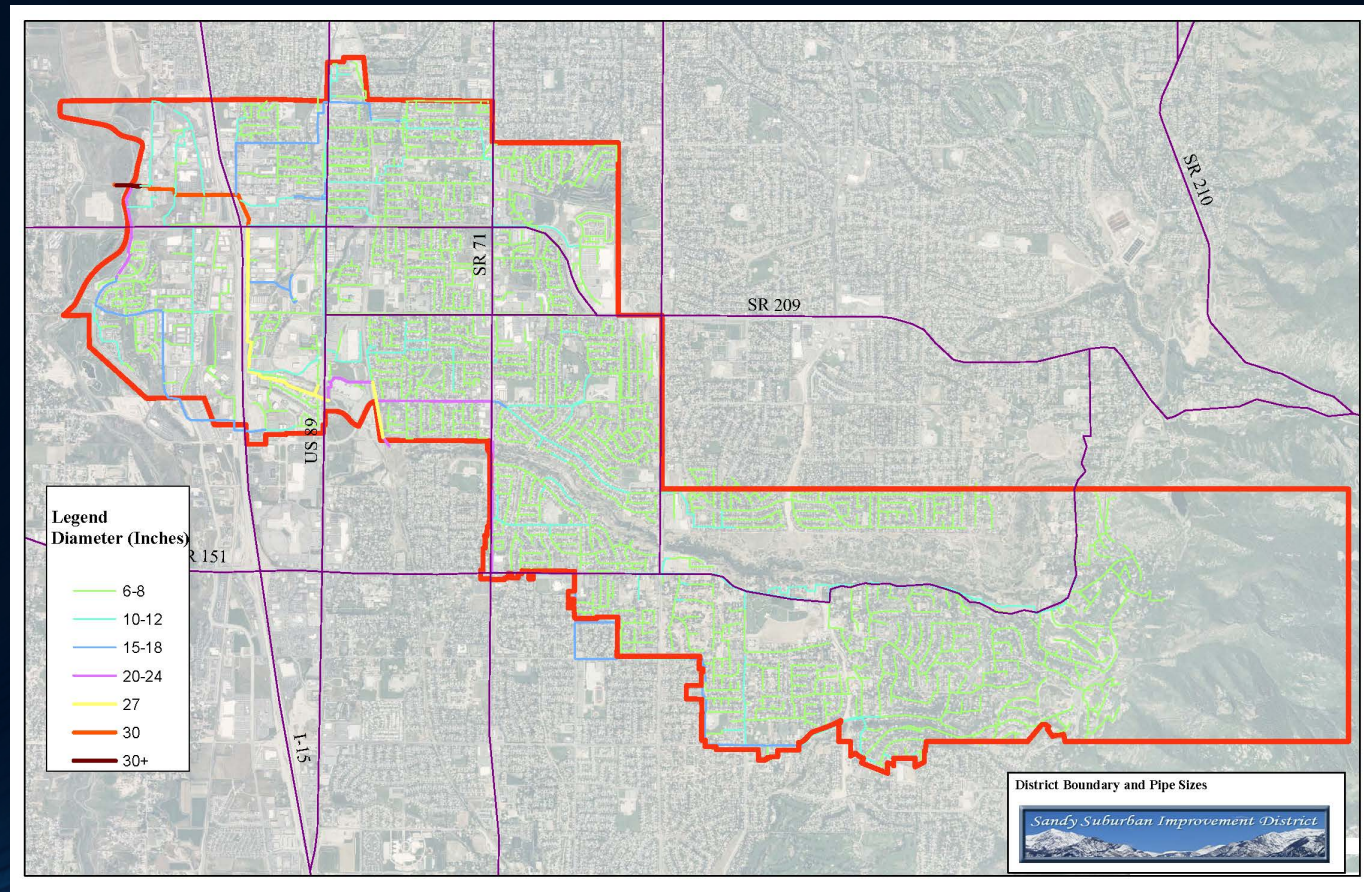 SR 210
SR 71
SR 209
US 89
Legend
Diameter (Inches)
R 151
6-8
10-12
15-18
20-24
27
30
30+
I-15
District Boundary and Pipe Sizes
Sandy Suburban Improvement District